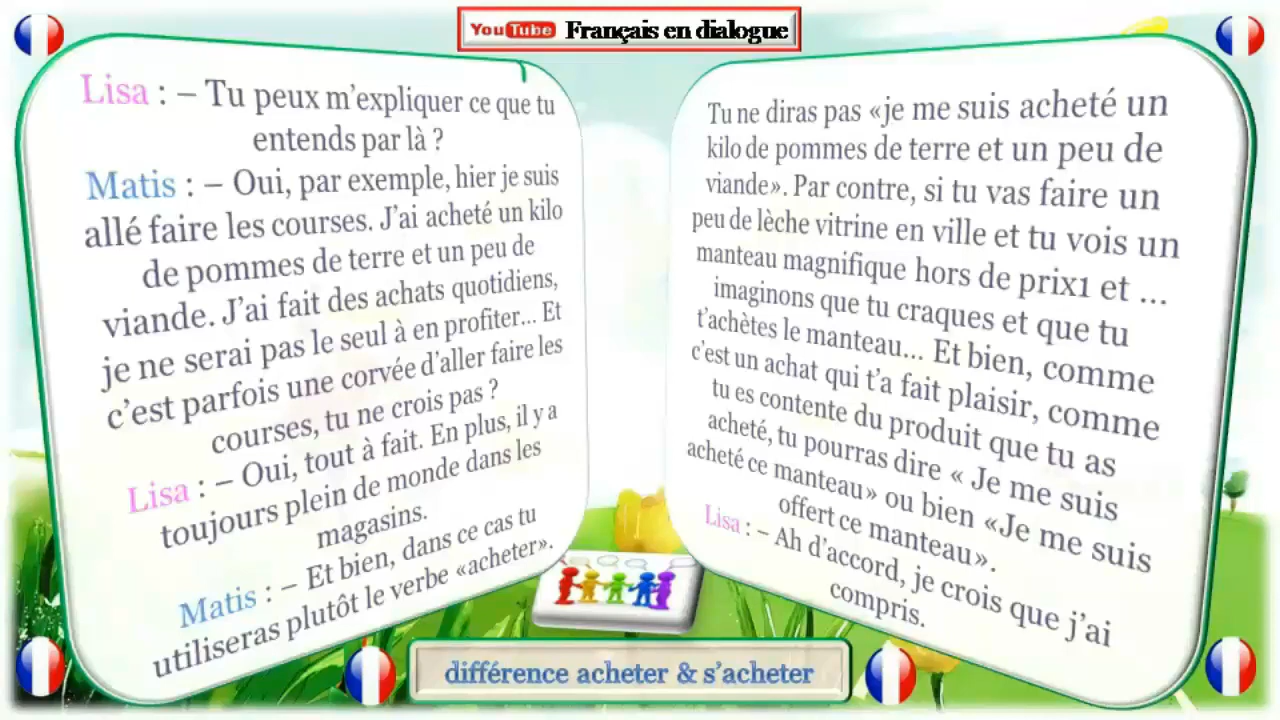 YouTube Français en dialogue
Lisa : – Tu peux m’expliquer ce que tu
entends par là ?
Matis : – Oui, par exemple, hier je suis
allé faire les courses. J’ai acheté un kilo
de pommes de terre et un peu de
viande. J’ai fait des achats quotidiens,
je ne serai pas le seul à en profiter... Et
c’est parfois une corvée d’aller faire les
courses, tu ne crois pas ?
Lisa : – Oui, tout à fait. En plus, il y a
toujours plein de monde dans les
magasins.
Matis : – Et bien, dans ce cas tu
utiliseras plutôt le verbe «acheter».
Tu ne diras pas «je me suis acheté un
kilo de pommes de terre et un peu de
viande». Par contre, si tu vas faire un
peu de lèche vitrine en ville et tu vois un
manteau magnifique hors de prix1 et ...
imaginons que tu craques et que tu
t’achètes le manteau... Et bien, comme
c’est un achat qui t’a fait plaisir, comme
tu es contente du produit que tu as
acheté, tu pourras dire « Je me suis
acheté ce manteau» ou bien «Je me suis
offert ce manteau».
Lisa : – Ah d’accord, je crois que j’ai
compris.
différence acheter & s’acheter